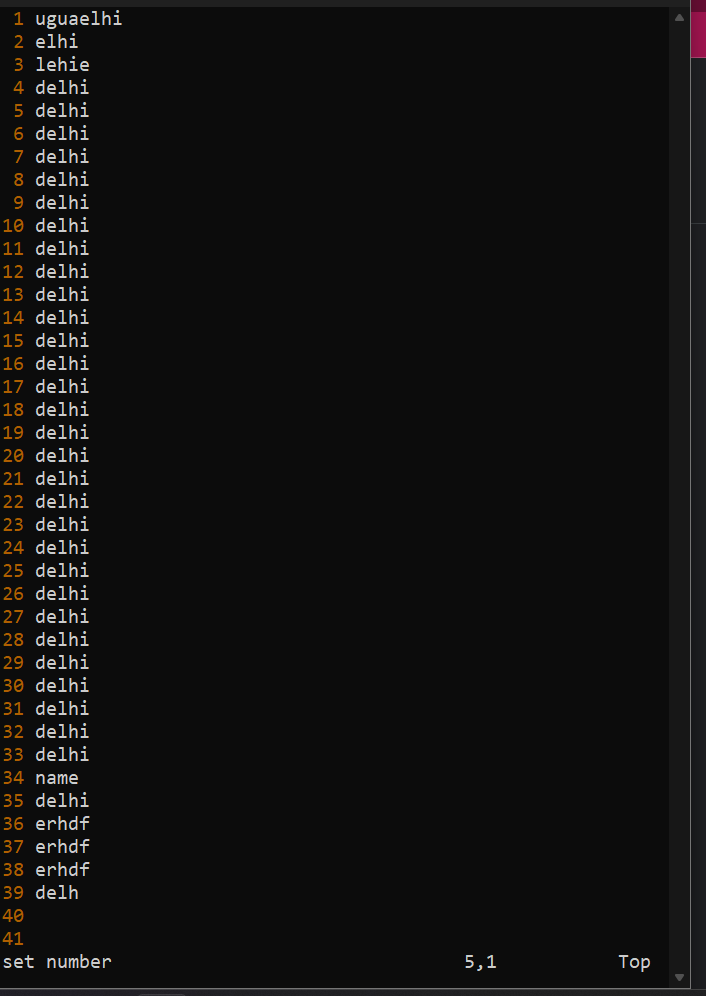 1 uguaelhi
2 elhi
3 lehie
4 delhi
5 delhi
6 delhi
7 delhi
8 delhi
9 delhi
10 delhi
11 delhi
12 delhi
13 delhi
14 delhi
15 delhi
16 delhi
17 delhi
18 delhi
19 delhi
20 delhi
21 delhi
22 delhi
23 delhi
24 delhi
25 delhi
26 delhi
27 delhi
28 delhi
29 delhi
30 delhi
31 delhi
32 delhi
33 delhi
34 name
35 delhi
36 erhdf
37 erhdf
38 erhdf
39 delh
40
41
set number 5,1 Top